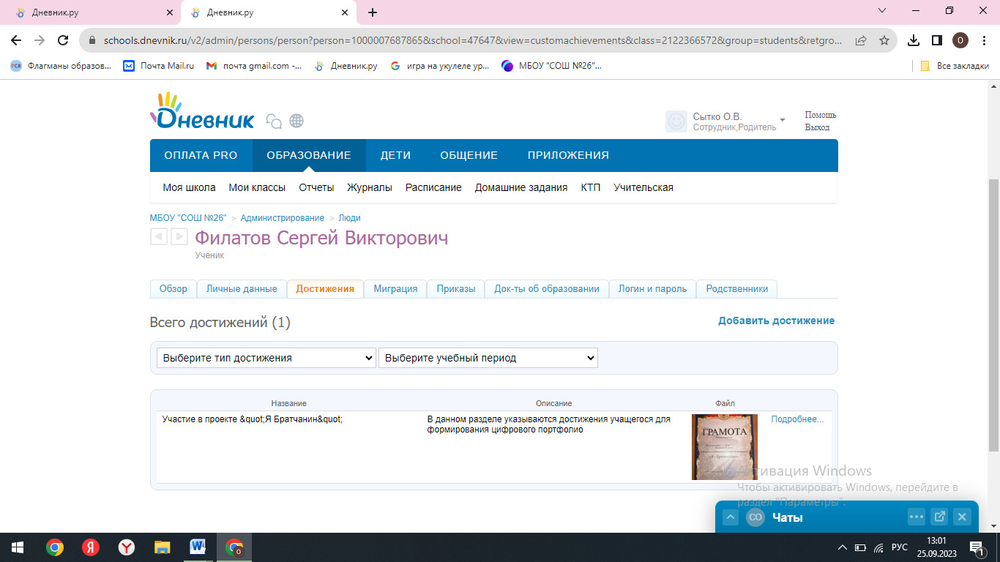 Дневник.ру
Дневник.ру
schools.dnevnik.ru/v2/admin/persons/person?person=1000007687865&school=47647&view=customachievements&class=2122366572&group=students&retgro...
О
Флагманы образов...
Почта Mail.ru
почта gmail.com -...
Дневник.ру
игра на укулеле ур...
МБОУ "СОШ №26"...
Все закладки
Дневник
Сытко О.В.
Сотрудник,Родитель
Помощь
Выход
ОПЛАТА PRO ОБРАЗОВАНИЕ ДЕТИ ОБЩЕНИЕ ПРИЛОЖЕНИЯ
Моя школа Мои классы Отчеты Журналы Расписание Домашние задания КТП Учительская
МБОУ "СОШ №26" > Администрирование > Люди
Филатов Сергей Викторович
Ученик
Обзор Личные данные Достижения Миграция Приказы Док-ты об образовании Логин и пароль Родственники
Всего достижений (1)
Добавить достижение
Выберите тип достижения
Выберите учебный период
Название Описание Файл
Участие в проекте &quot;Я Братчанин&quot;
В данном разделе указываются достижения учащегося для
формирования цифрового портфолио
ГРАМОТА
Подробнее...
Активация Windows
Чтобы активировать Windows, перейдите в
раздел "Параметры".
СО Чаты
РУС
13:01
25.09.2023
1